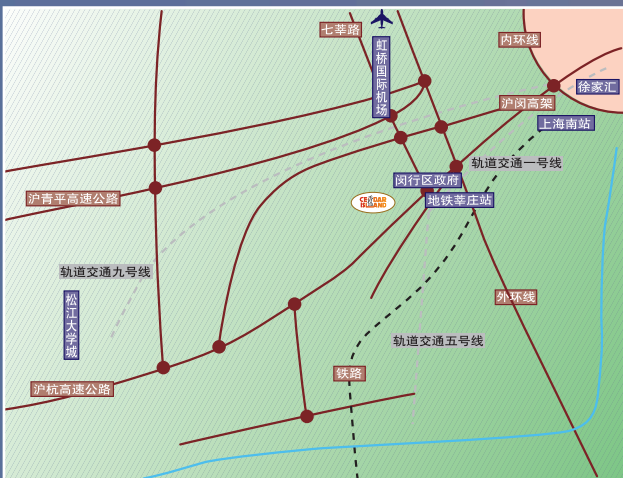 七莘路
虹桥国际机场
内环线
徐家汇
沪闵高架
上海南站
轨道交通一号线
闵行区政府
地铁莘庄站
沪青平高速公路
轨道交通九号线
松江大学城
外环线
轨道交通五号线
铁路
沪杭高速公路